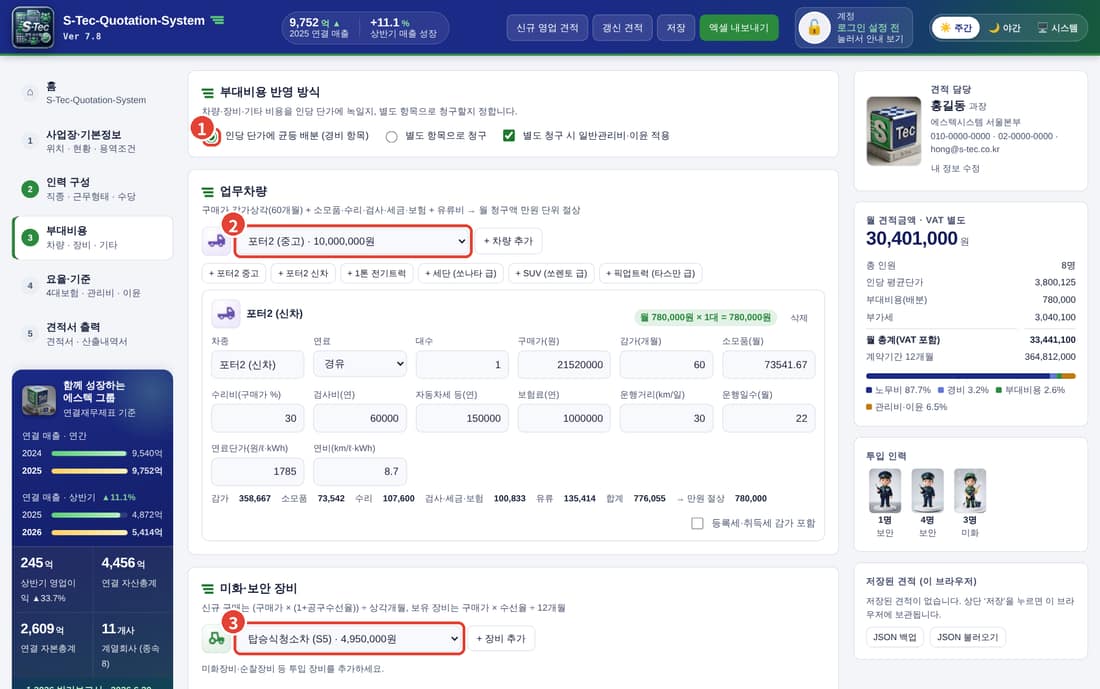 S-Tec-Quotation-System
Ver 7.8
9,752 억 ▲
2025 연결 매출
+11.1 %
상반기 매출 성장
신규 영업 견적
갱신 견적
저장
엑셀 내보내기
계정
로그인 설정 전
눌러서 안내 보기
주간
야간
시스템
홈
S-Tec-Quotation-System
1
사업장·기본정보
위치 · 현황 · 용역조건
2
인력 구성
직종 · 근무형태 · 수당
3
부대비용
차량 · 장비 · 기타
4
요율·기준
4대보험 · 관리비 · 이윤
5
견적서 출력
견적서 · 산출내역서
함께 성장하는
에스텍 그룹
연결재무제표 기준
연결 매출 · 연간
2024 9,540억
2025 9,752억
연결 매출 · 상반기 ▲11.1%
2025 4,872억
2026 5,414억
245억
상반기 영업이
익 ▲33.7%
4,456억
연결 자산총계
2,609억
연결 자본총계
11개사
계열회사 (종속
8)
부대비용 반영 방식
차량·장비·기타 비용을 인당 단가에 녹일지, 별도 항목으로 청구할지 정합니다.
1
인당 단가에 균등 배분 (경비 항목)
별도 항목으로 청구
별도 청구 시 일반관리비·이윤 적용
업무차량
구매가 감가상각(60개월) + 소모품·수리·검사·세금·보험 + 유류비 → 월 청구액 만원 단위 절상
2
포터2 (중고) · 10,000,000원
+ 차량 추가
+ 포터2 중고
+ 포터2 신차
+ 1톤 전기트럭
+ 세단 (쏘나타 급)
+ SUV (쏘렌토 급)
+ 픽업트럭 (타스만 급)
포터2 (신차)
월 780,000원 × 1대 = 780,000원
삭제
차종 연료 대수 구매가(원) 감가(개월) 소모품(월)
포터2 (신차) 경유 1 21520000 60 73541.67
수리비(구매가 %) 검사비(연) 자동차세 등(연) 보험료(연) 운행거리(km/일) 운행일수(월)
30 60000 150000 1000000 30 22
연료단가(원/ℓ·kWh) 연비(km/ℓ·kWh)
1785 8.7
감가 358,667 소모품 73,542 수리 107,600 검사·세금·보험 100,833 유류 135,414 합계 776,055 → 만원 절상 780,000
등록세·취득세 감가 포함
미화·보안 장비
신규 구매는 (구매가 × (1+공구수선율)) ÷ 상각개월, 보유 장비는 구매가 × 수선율 ÷ 12개월
3
탑승식청소차 (S5) · 4,950,000원
+ 장비 추가
미화장비·순찰장비 등 투입 장비를 추가하세요.
견적 담당
홍길동 과장
에스텍시스템 서울본부
010-0000-0000 · 02-0000-0000 ·
hong@s-tec.co.kr
내 정보 수정
월 견적금액 · VAT 별도
30,401,000 원
총 인원 8명
인당 평균단가 3,800,125
부대비용(배분) 780,000
부가세 3,040,100
월 총계(VAT 포함) 33,441,100
계약기간 12개월 364,812,000
노무비 87.7% 경비 3.2% 부대비용 2.6%
관리비·이윤 6.5%
투입 인력
1명
보안
4명
보안
3명
미화
저장된 견적 (이 브라우저)
저장된 견적이 없습니다. 상단 '저장'을 누르면 이 브라
우저에 보관됩니다.
JSON 백업
JSON 불러오기